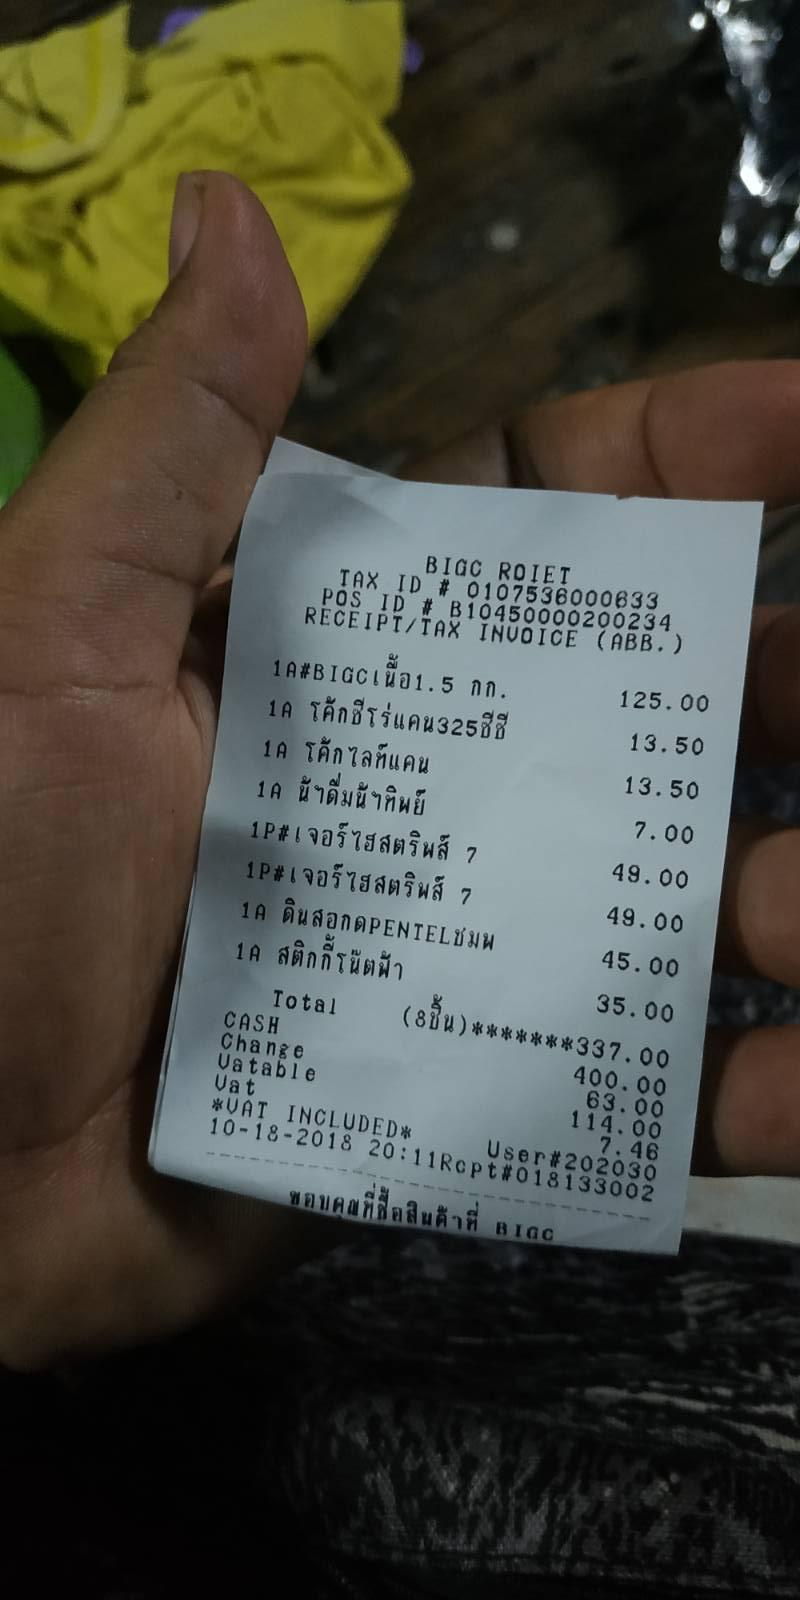 BIGC ROIET
TAX ID # 0107536000633
POS ID # B10450000200234
RECEIPT/TAX INVOICE (ABB.)
1A#BIGCเนื้อ1.5 กก. 125.00
1A โค้กซีโร่แคน325ซีซี 13.50
1A โค้กไลท์แคน 13.50
1A น้ำดื่มน้ำทิพย์ 7.00
1P#เจอร์ไฮสตริพส์ 7 49.00
1P#เจอร์ไฮสตริพส์ 7 49.00
1A ดินสอกดPENTELชมพ 45.00
1A สติกกี้โน๊ตฟ้า 35.00
Total (8ชิ้น)*******337.00
CASH 400.00
Change 63.00
Vatable 114.00
Vat 7.46
*VAT INCLUDED* User#202030
10-18-2018 20:11Rcpt#018133002
ขอบคุณที่ซื้อสินค้าที่ BIGC